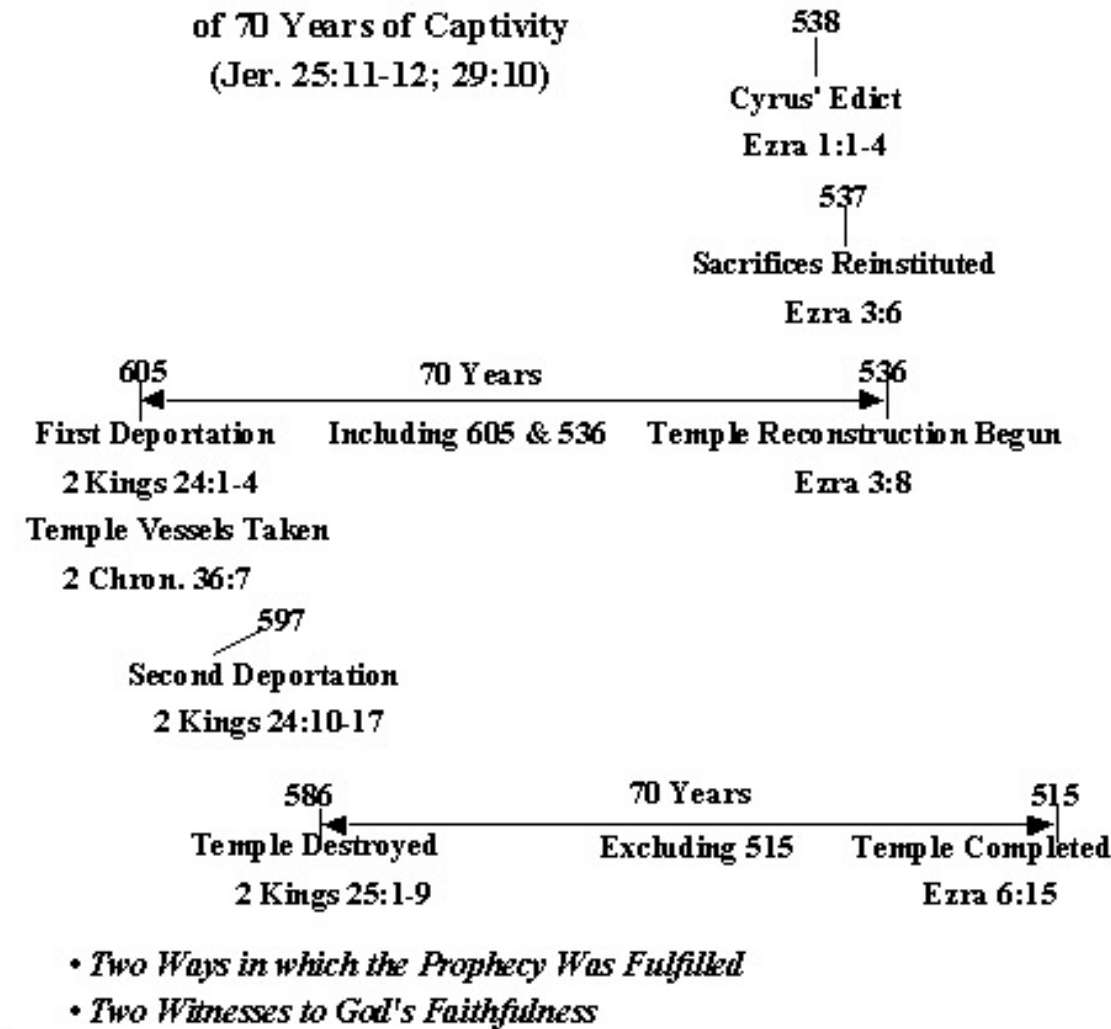 of 70 Years of Captivity
(Jer. 25:11-12; 29:10)
538
Cyrus' Edict
Ezra 1:1-4
537
Sacrifices Reinstituted
Ezra 3:6
605
70 Years
536
First Deportation
Including 605 & 536
Temple Reconstruction Begun
2 Kings 24:1-4
Ezra 3:8
Temple Vessels Taken
2 Chron. 36:7
597
Second Deportation
2 Kings 24:10-17
586
70 Years
515
Temple Destroyed
Excluding 515
Temple Completed
2 Kings 25:1-9
Ezra 6:15
• Two Ways in which the Prophecy Was Fulfilled
• Two Witnesses to God's Faithfulness